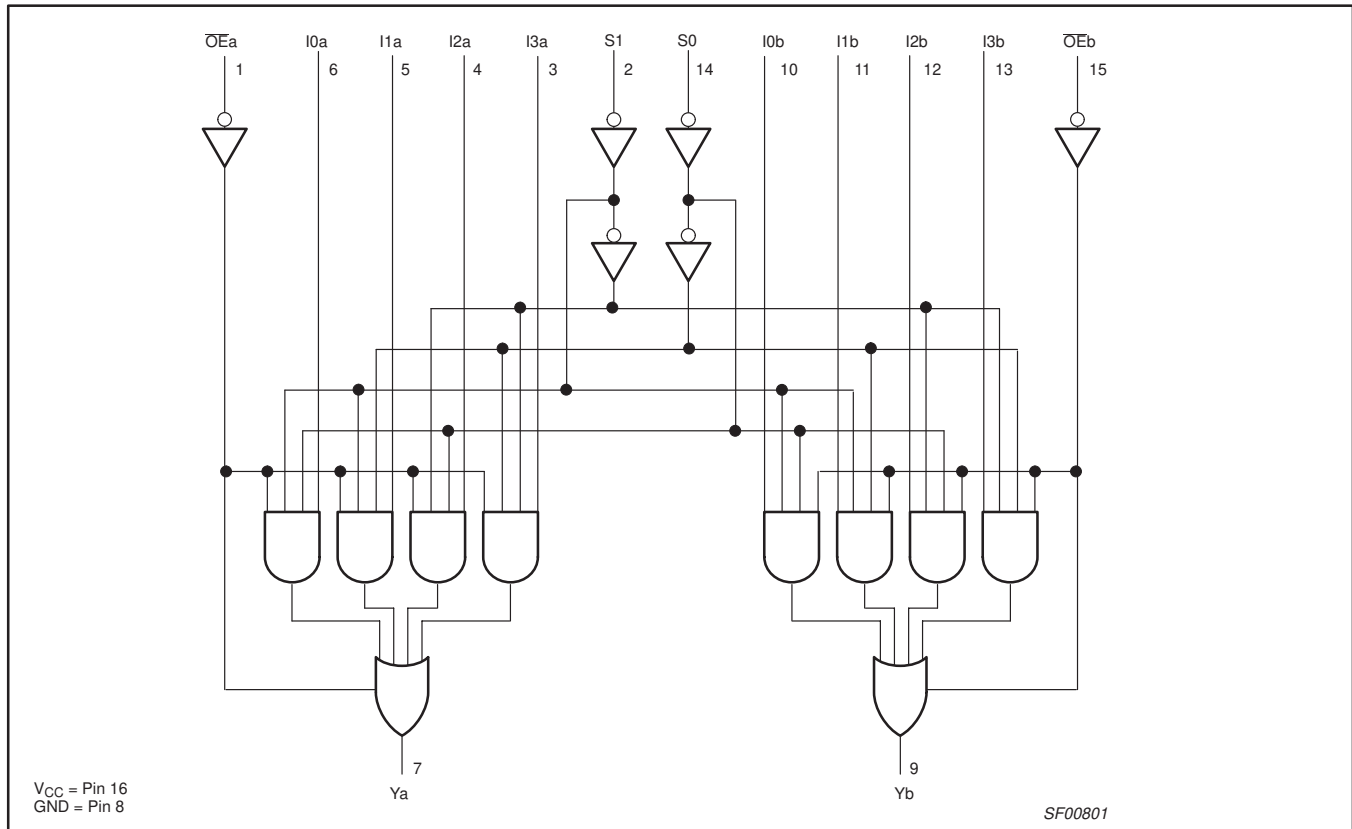 OEa I0a I1a I2a I3a S1 S0 I0b I1b I2b I3b OEb
1 6 5 4 3 2 14 10 11 12 13 15
7 9
Ya Yb
VCC = Pin 16
GND = Pin 8
SF00801